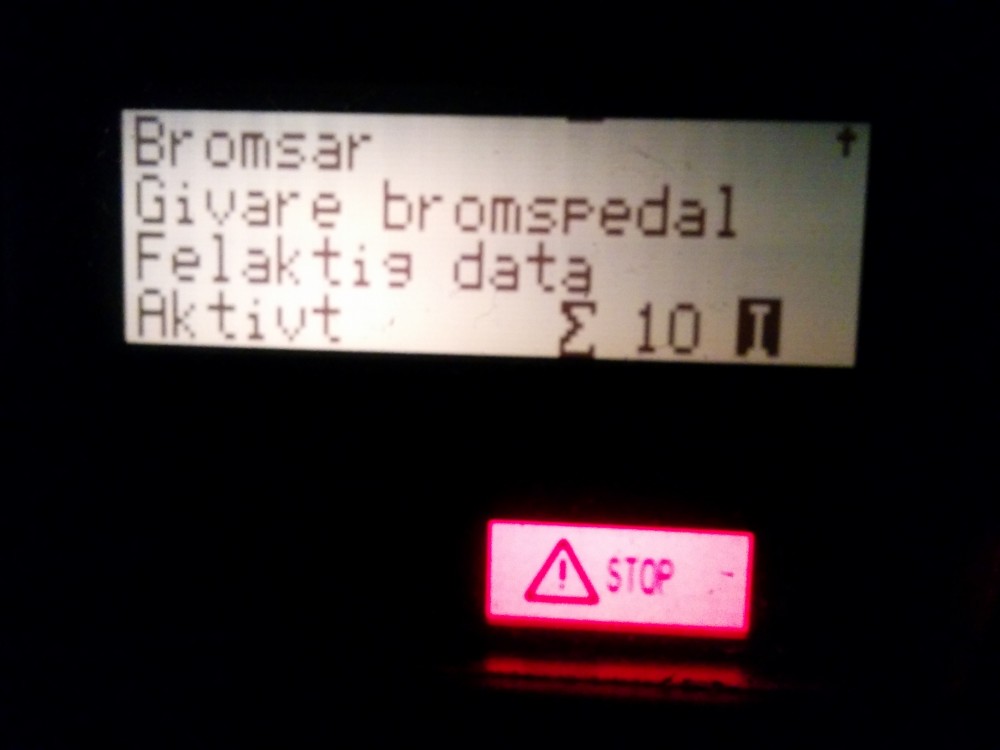 Bromsar
Givare bromspedal
Felaktig data
Aktivt Σ 10 I
STOP